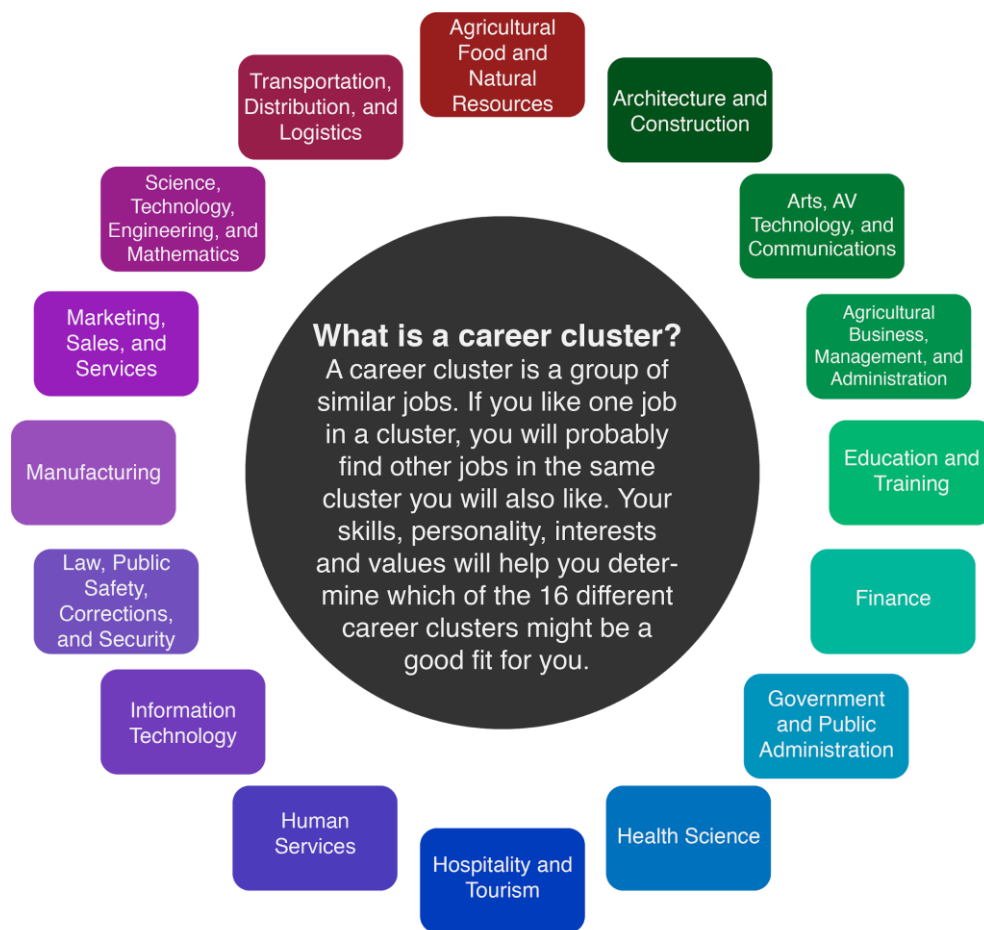 Agricultural
Food and
Natural
Resources
Architecture and
Construction
Arts, AV
Technology, and
Communications
Agricultural
Business,
Management, and
Administration
Education and
Training
Finance
Government
and Public
Administration
Health Science
Hospitality and
Tourism
Human
Services
Information
Technology
Law, Public
Safety,
Corrections,
and Security
Manufacturing
Marketing,
Sales, and
Services
Science,
Technology,
Engineering, and
Mathematics
Transportation,
Distribution, and
Logistics
What is a career cluster?
A career cluster is a group of
similar jobs. If you like one job
in a cluster, you will probably
find other jobs in the same
cluster you will also like. Your
skills, personality, interests
and values will help you deter-
mine which of the 16 different
career clusters might be a
good fit for you.